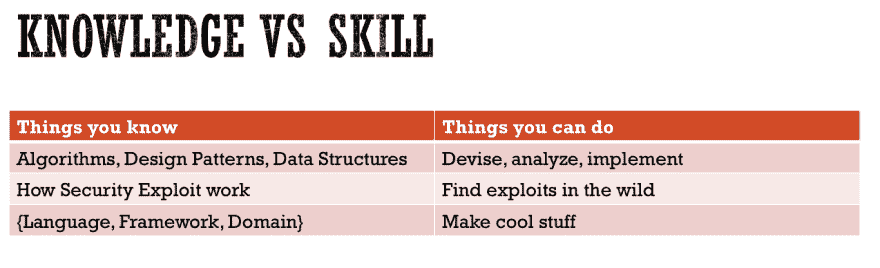 KNOWLEDGE VS SKILL
Things you know Things you can do
Algorithms, Design Patterns, Data Structures Devise, analyze, implement
How Security Exploit work Find exploits in the wild
{Language, Framework, Domain} Make cool stuff